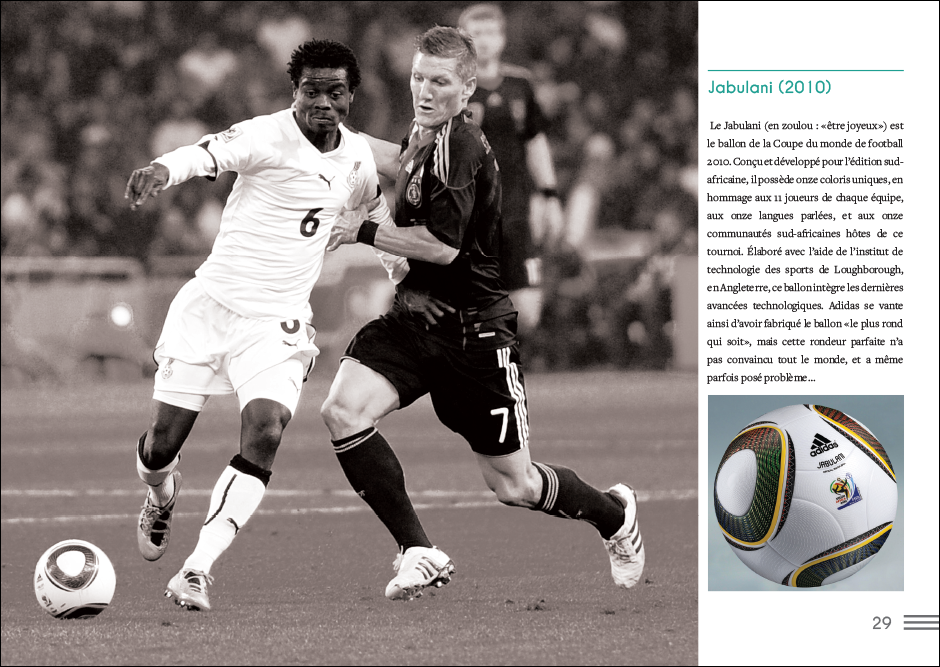 6
6
7
Jabulani (2010)
Le Jabulani (en zoulou : «être joyeux») est
le ballon de la Coupe du monde de football
2010. Conçu et développé pour l'édition sud-
africaine, il possède onze coloris uniques, en
hommage aux 11 joueurs de chaque équipe,
aux onze langues parlées, et aux onze
communautés sud-africaines hôtes de ce
tournoi. Élaboré avec l'aide de l'institut de
technologie des sports de Loughborough,
en Angleterre, ce ballon intègre les dernières
avancées technologiques. Adidas se vante
ainsi d'avoir fabriqué le ballon «le plus rond
qui soit», mais cette rondeur parfaite n'a
pas convaincu tout le monde, et a même
parfois posé problème...
adidas
JABULANI
29